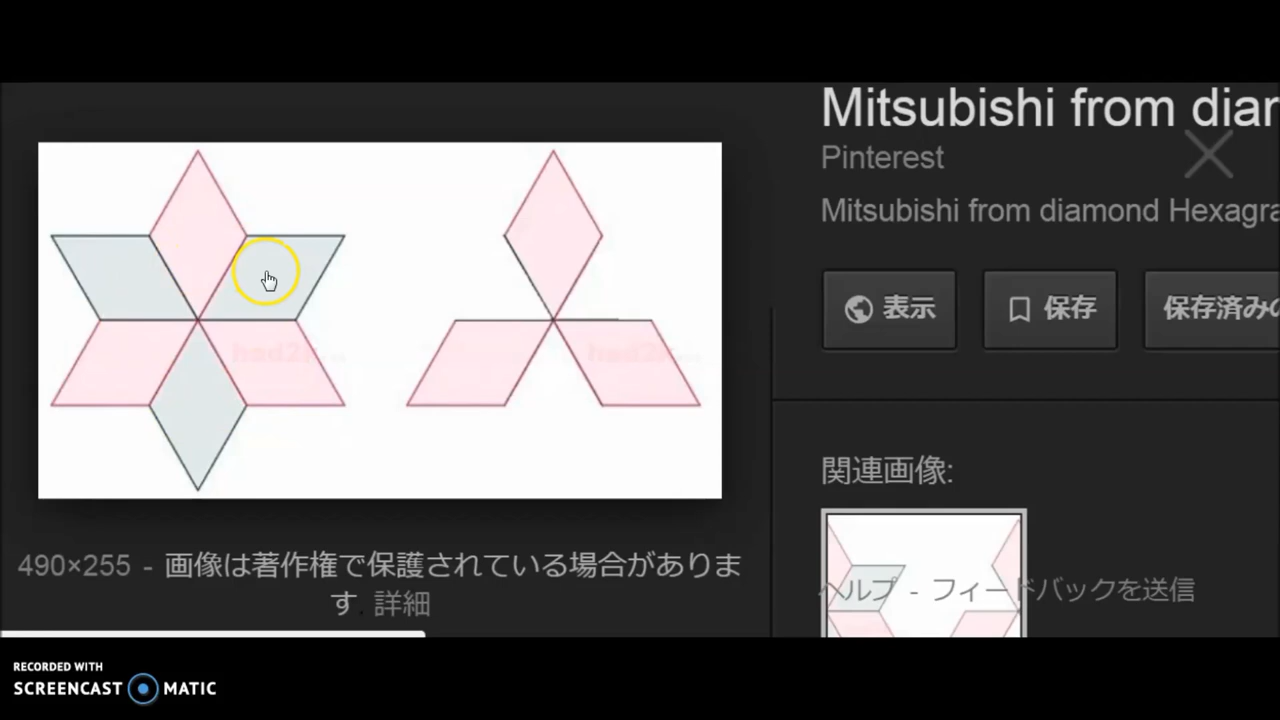 Mitsubishi from diar
Pinterest
Mitsubishi from diamond Hexagra
表示
保存
保存済みの
関連画像:
490×255 - 画像は著作権で保護されている場合がありま
す. 詳細
ヘルプ - フィードバックを送信
RECORDED WITH
SCREENCAST MATIC